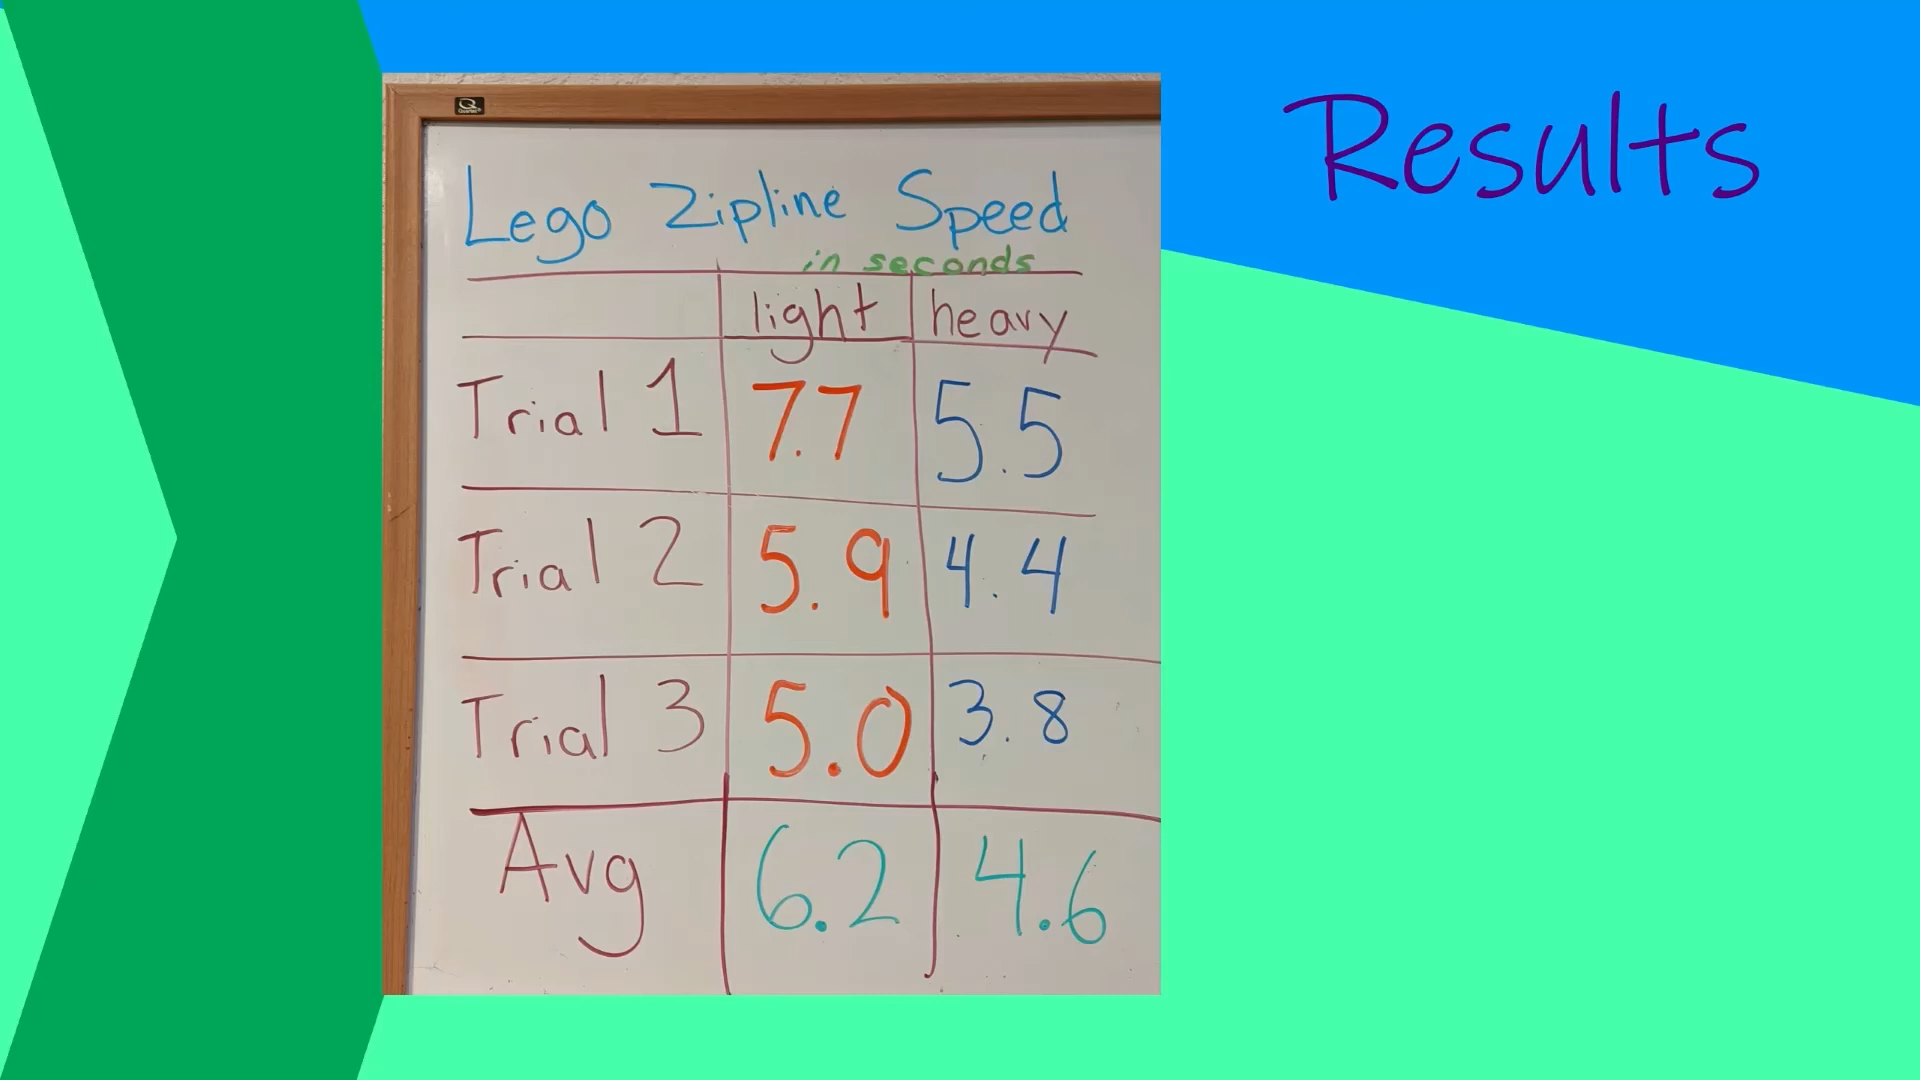 Results
Lego Zipline Speed
in seconds
light heavy
Trial 1 7.7 5.5
Trial 2 5.9 4.4
Trial 3 5.0 3.8
Avg 6.2 4.6